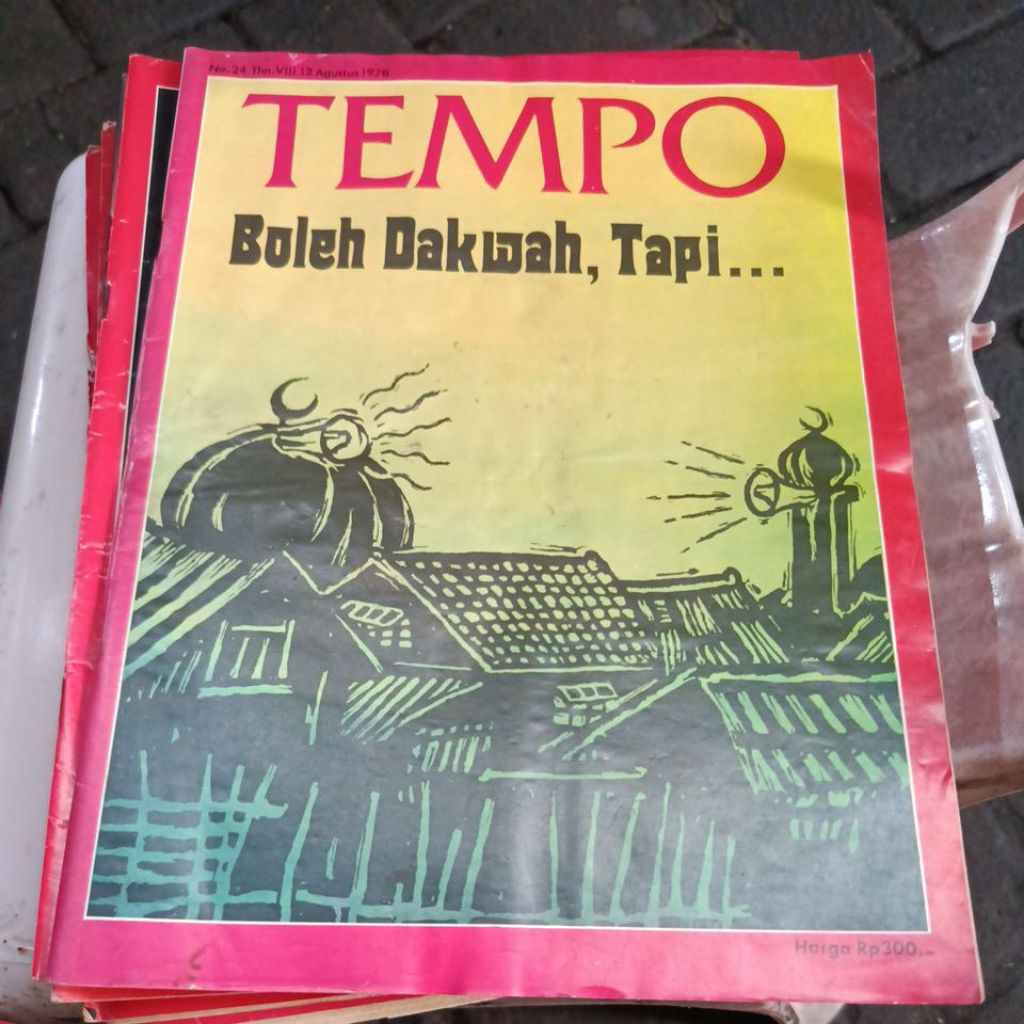 No. 24 Thn. VIII 12 Agustus 1978
TEMPO
Boleh Dakwah, Tapi...
Harga Rp300,-